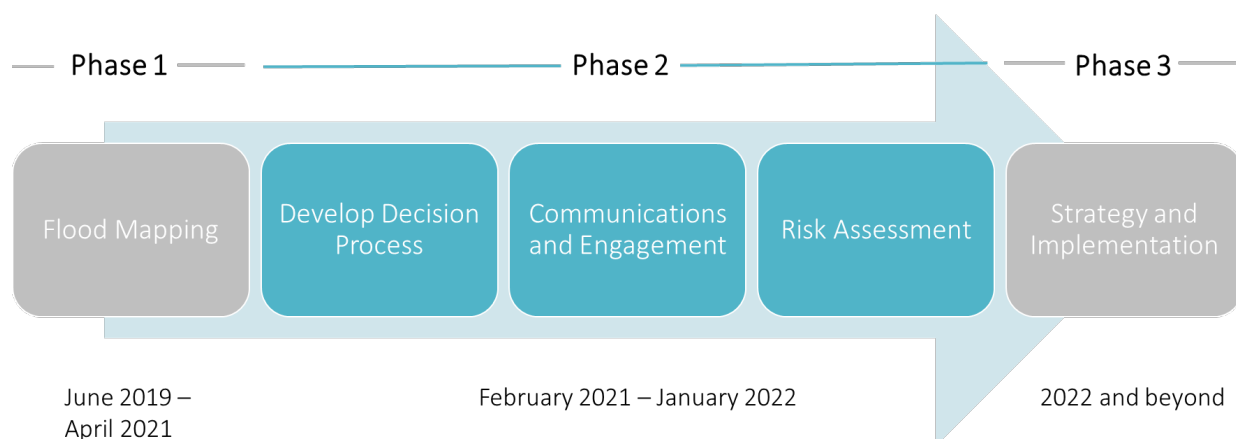 Phase 1
Phase 2
Phase 3
Flood Mapping
Develop Decision
Process
Communications
and Engagement
Risk Assessment
Strategy and
Implementation
June 2019 –
April 2021
February 2021 – January 2022
2022 and beyond